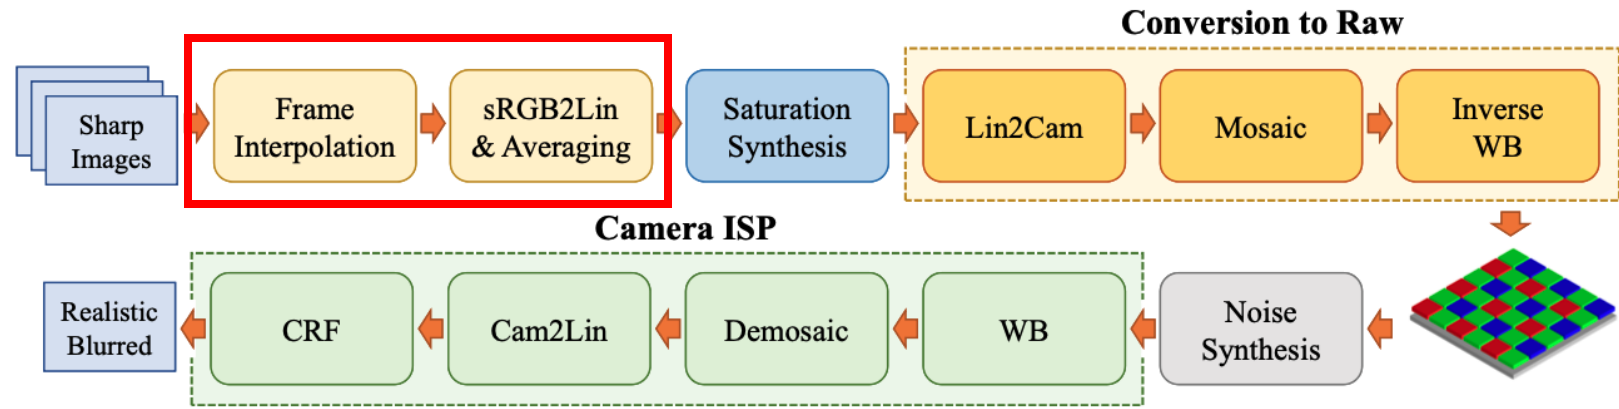 Conversion to Raw
Sharp
Images
Frame
Interpolation
sRGB2Lin
& Averaging
Saturation
Synthesis
Lin2Cam
Mosaic
Inverse
WB
Camera ISP
Realistic
Blurred
CRF
Cam2Lin
Demosaic
WB
Noise
Synthesis